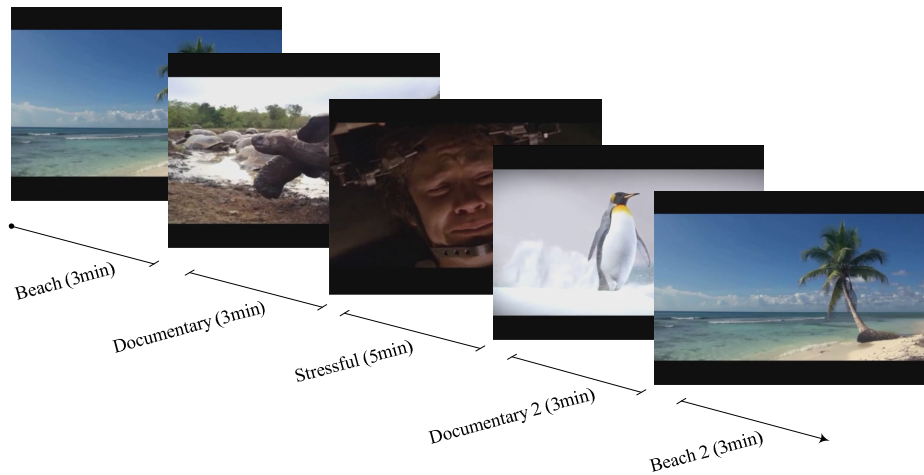 Beach (3min)
Documentary (3min)
Stressful (5min)
Documentary 2 (3min)
Beach 2 (3min)